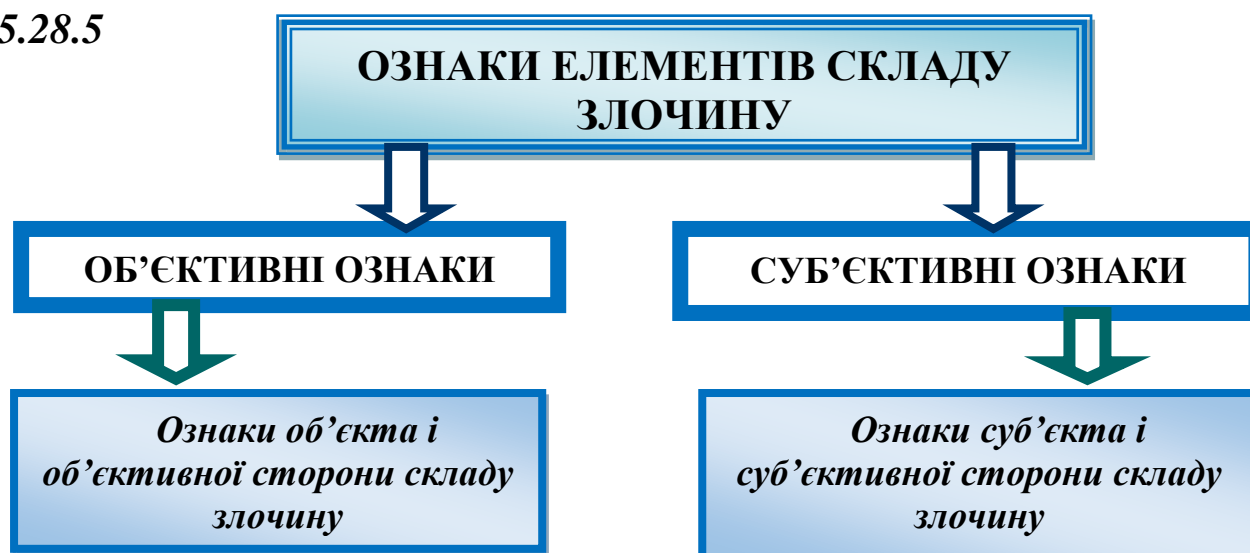 5.28.5
ОЗНАКИ ЕЛЕМЕНТІВ СКЛАДУ
ЗЛОЧИНУ
ОБ’ЄКТИВНІ ОЗНАКИ
СУБ’ЄКТИВНІ ОЗНАКИ
Ознаки об’єкта і
об’єктивної сторони складу
злочину
Ознаки суб’єкта і
суб’єктивної сторони складу
злочину